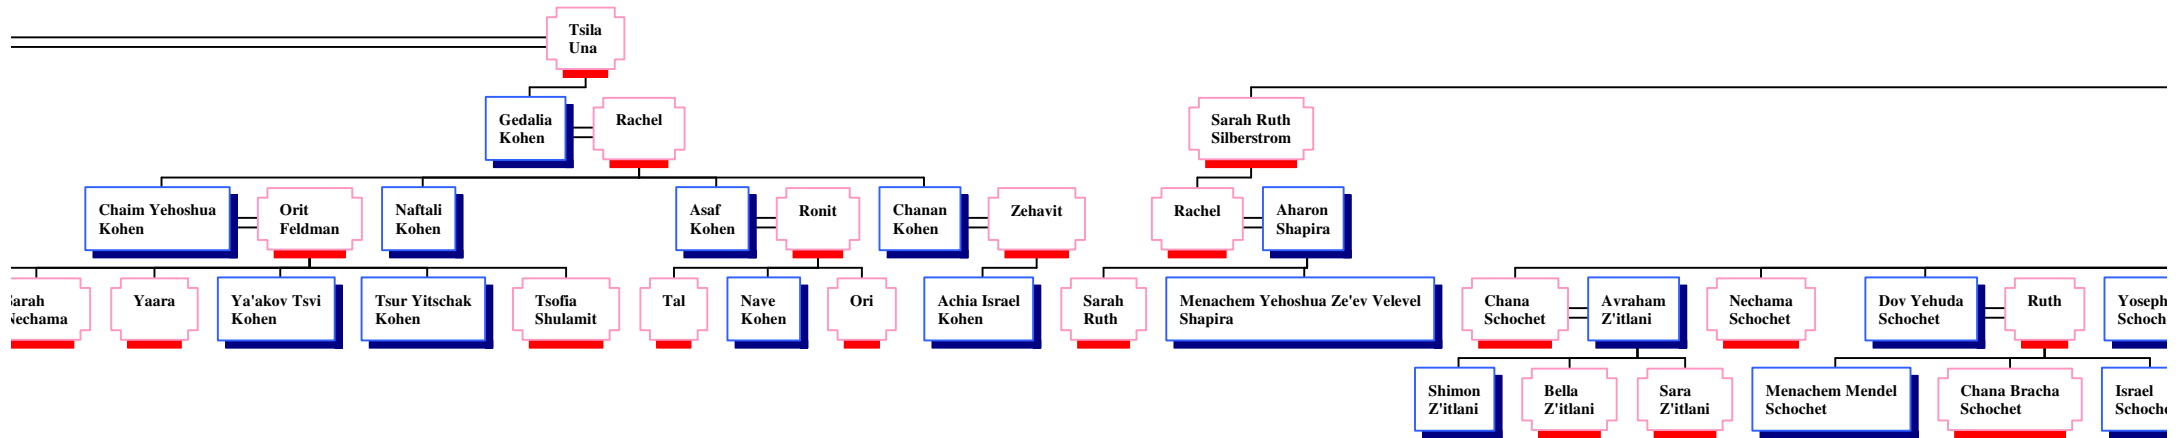 Tsila
Una
Gedalia
Kohen
Rachel
Sarah Ruth
Silberstrom
Chaim Yehoshua
Kohen
Orit
Feldman
Naftali
Kohen
Asaf
Kohen
Ronit
Chanan
Kohen
Zehavit
Rachel
Aharon
Shapira
Sarah
Nechama
Yaara
Ya'akov Tsvi
Kohen
Tsur Yitschak
Kohen
Tsofia
Shulamit
Tal
Nave
Kohen
Ori
Achia Israel
Kohen
Sarah
Ruth
Menachem Yehoshua Ze'ev Velevel
Shapira
Chana
Schochet
Avraham
Z'itlani
Nechama
Schochet
Dov Yehuda
Schochet
Ruth
Yoseph
Shimon
Z'itlani
Bella
Z'itlani
Sara
Z'itlani
Menachem Mendel
Schochet
Chana Bracha
Schochet
Israel